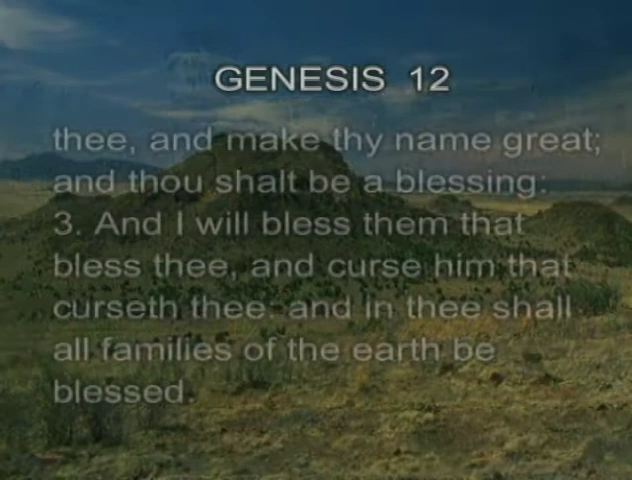 GENESIS 12
thee, and make thy name great;
and thou shalt be a blessing:
3. And I will bless them that
bless thee, and curse him that
curseth thee: and in thee shall
all families of the earth be
blessed.